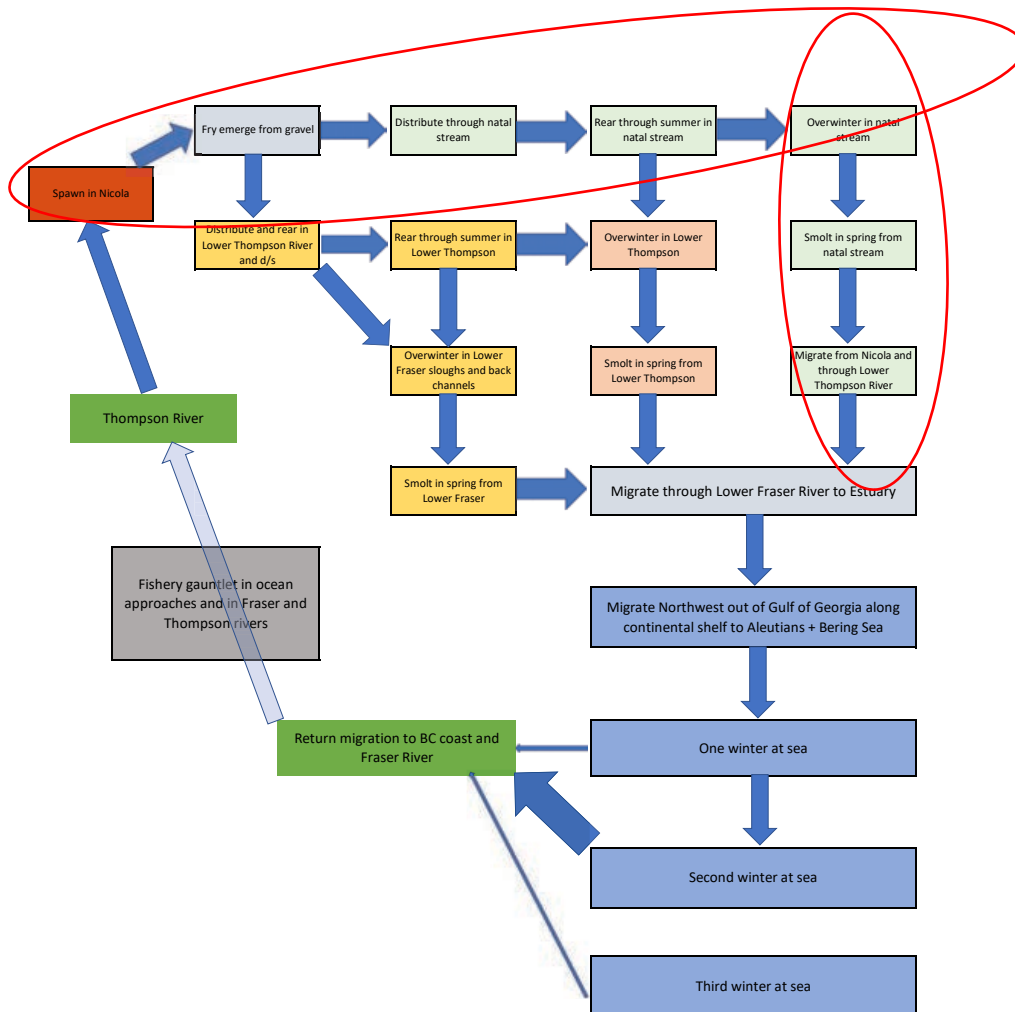 Fry emerge from gravel
Distribute through natal
stream
Rear through summer in
natal stream
Overwinter in natal
stream
Spawn in Nicola
Distribute and rear in
Lower Thompson River
and d/s
Rear through summer in
Lower Thompson
Overwinter in Lower
Thompson
Smolt in spring from
natal stream
Overwinter in Lower
Fraser sloughs and back
channels
Smolt in spring from
Lower Thompson
Migrate from Nicola and
through Lower
Thompson River
Thompson River
Smolt in spring from
Lower Fraser
Migrate through Lower Fraser River to Estuary
Fishery gauntlet in ocean
approaches and in Fraser and
Thompson rivers
Migrate Northwest out of Gulf of Georgia along
continental shelf to Aleutians + Bering Sea
Return migration to BC coast and
Fraser River
One winter at sea
Second winter at sea
Third winter at sea